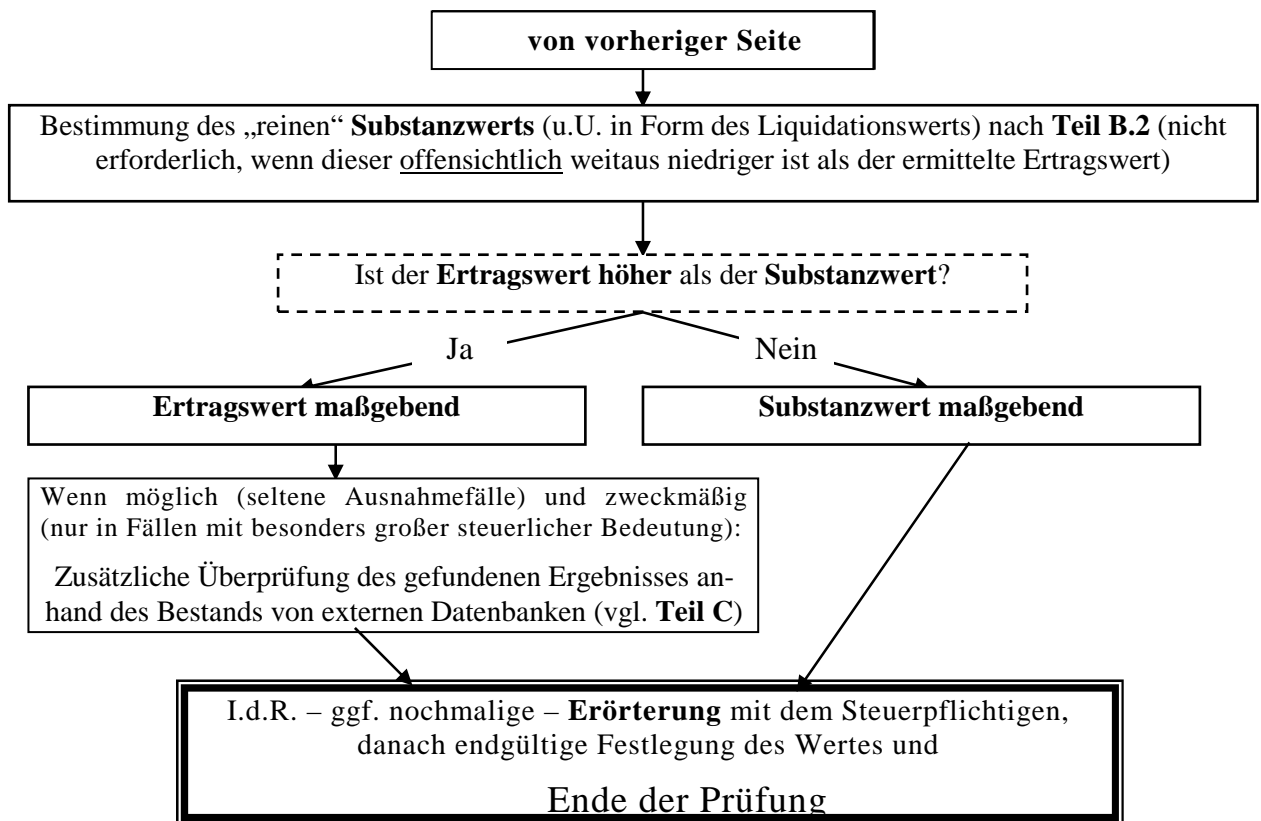 von vorheriger Seite
Bestimmung des „reinen“ Substanzwerts (u.U. in Form des Liquidationswerts) nach Teil B.2 (nicht
erforderlich, wenn dieser offensichtlich weitaus niedriger ist als der ermittelte Ertragswert)
Ist der Ertragswert höher als der Substanzwert?
Ja
Nein
Ertragswert maßgebend
Substanzwert maßgebend
Wenn möglich (seltene Ausnahmefälle) und zweckmäßig
(nur in Fällen mit besonders großer steuerlicher Bedeutung):
Zusätzliche Überprüfung des gefundenen Ergebnisses an-
hand des Bestands von externen Datenbanken (vgl. Teil C)
I.d.R. – ggf. nochmalige – Erörterung mit dem Steuerpflichtigen,
danach endgültige Festlegung des Wertes und
Ende der Prüfung